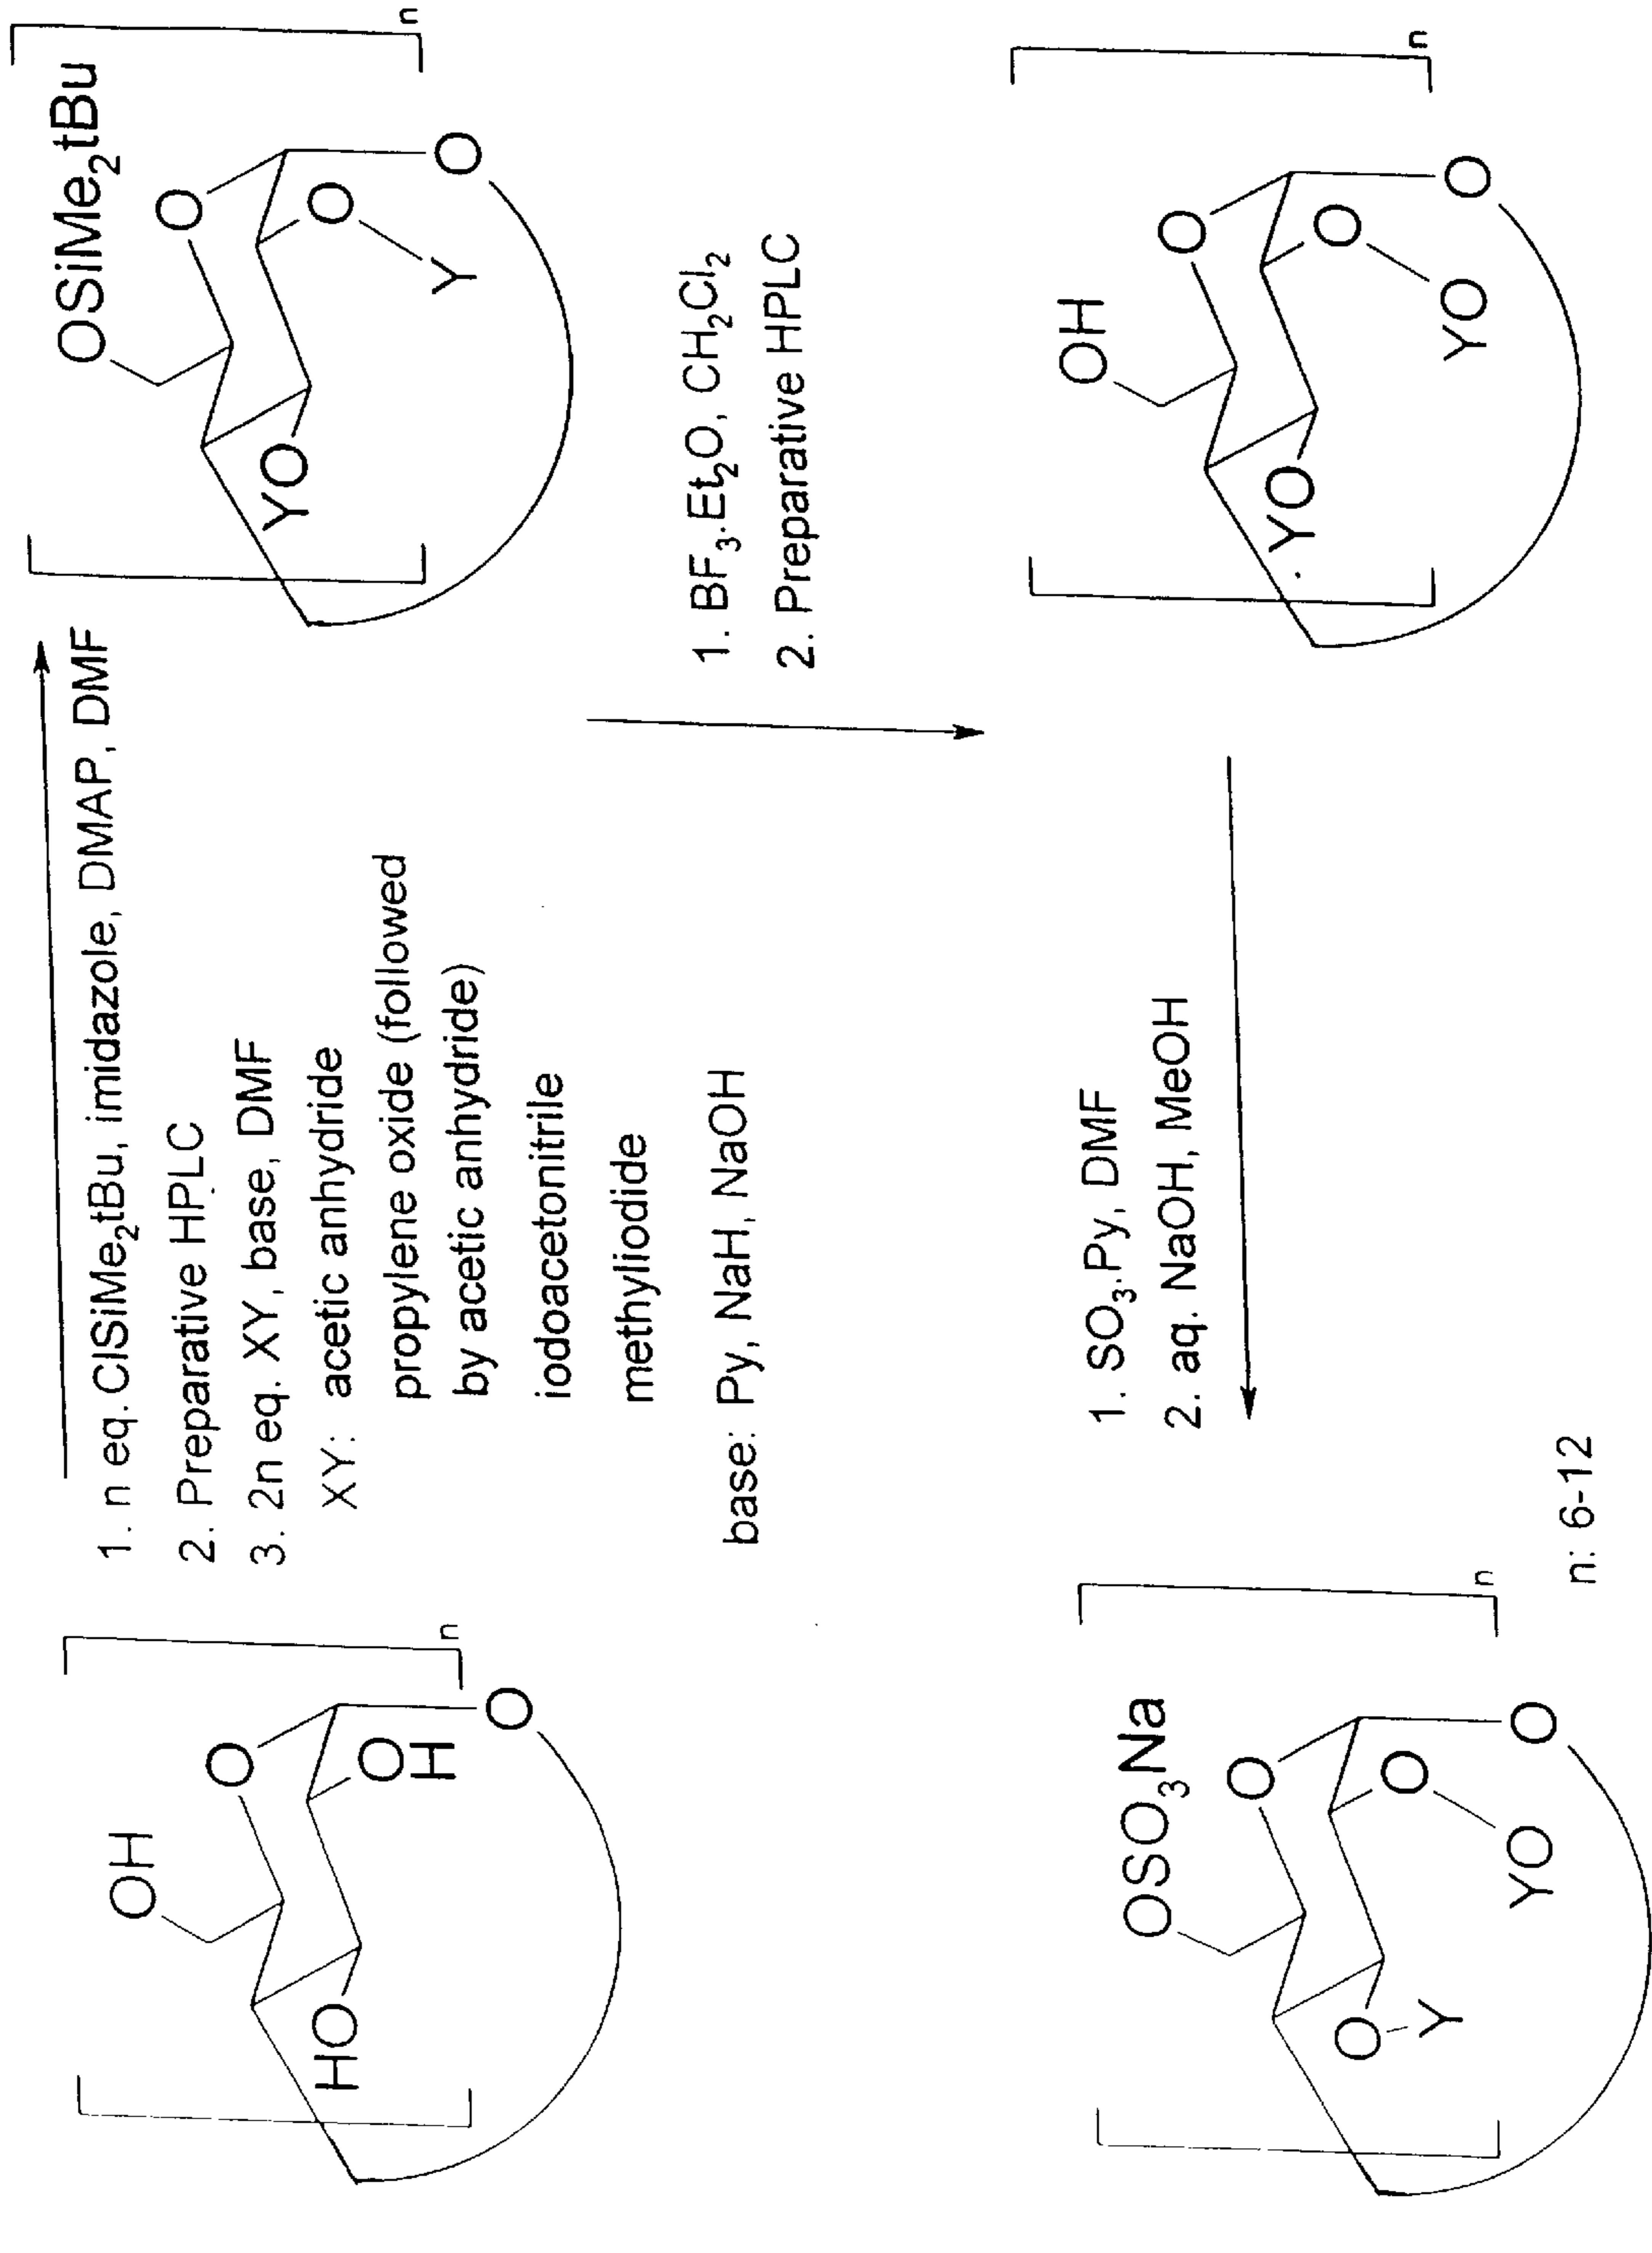 OH
O
HO
O
H
O
n
1. n eq. ClSiMe2tBu, imidazole, DMAP, DMF
2. Preparative HPLC
3. 2n eq. XY, base, DMF
XY: acetic anhydride
propylene oxide (followed
by acetic anhydride)
iodoacetonitrile
methyliodide
base: Py, NaH, NaOH
OSiMe2tBu
O
YO
O
Y
O
n
1. BF3.Et2O, CH2Cl2
2. Preparative HPLC
OH
O
YO
O
YO
O
n
1. SO3.Py, DMF
2. aq. NaOH, MeOH
OSO3Na
O
O
Y
O
YO
O
n
n: 6-12